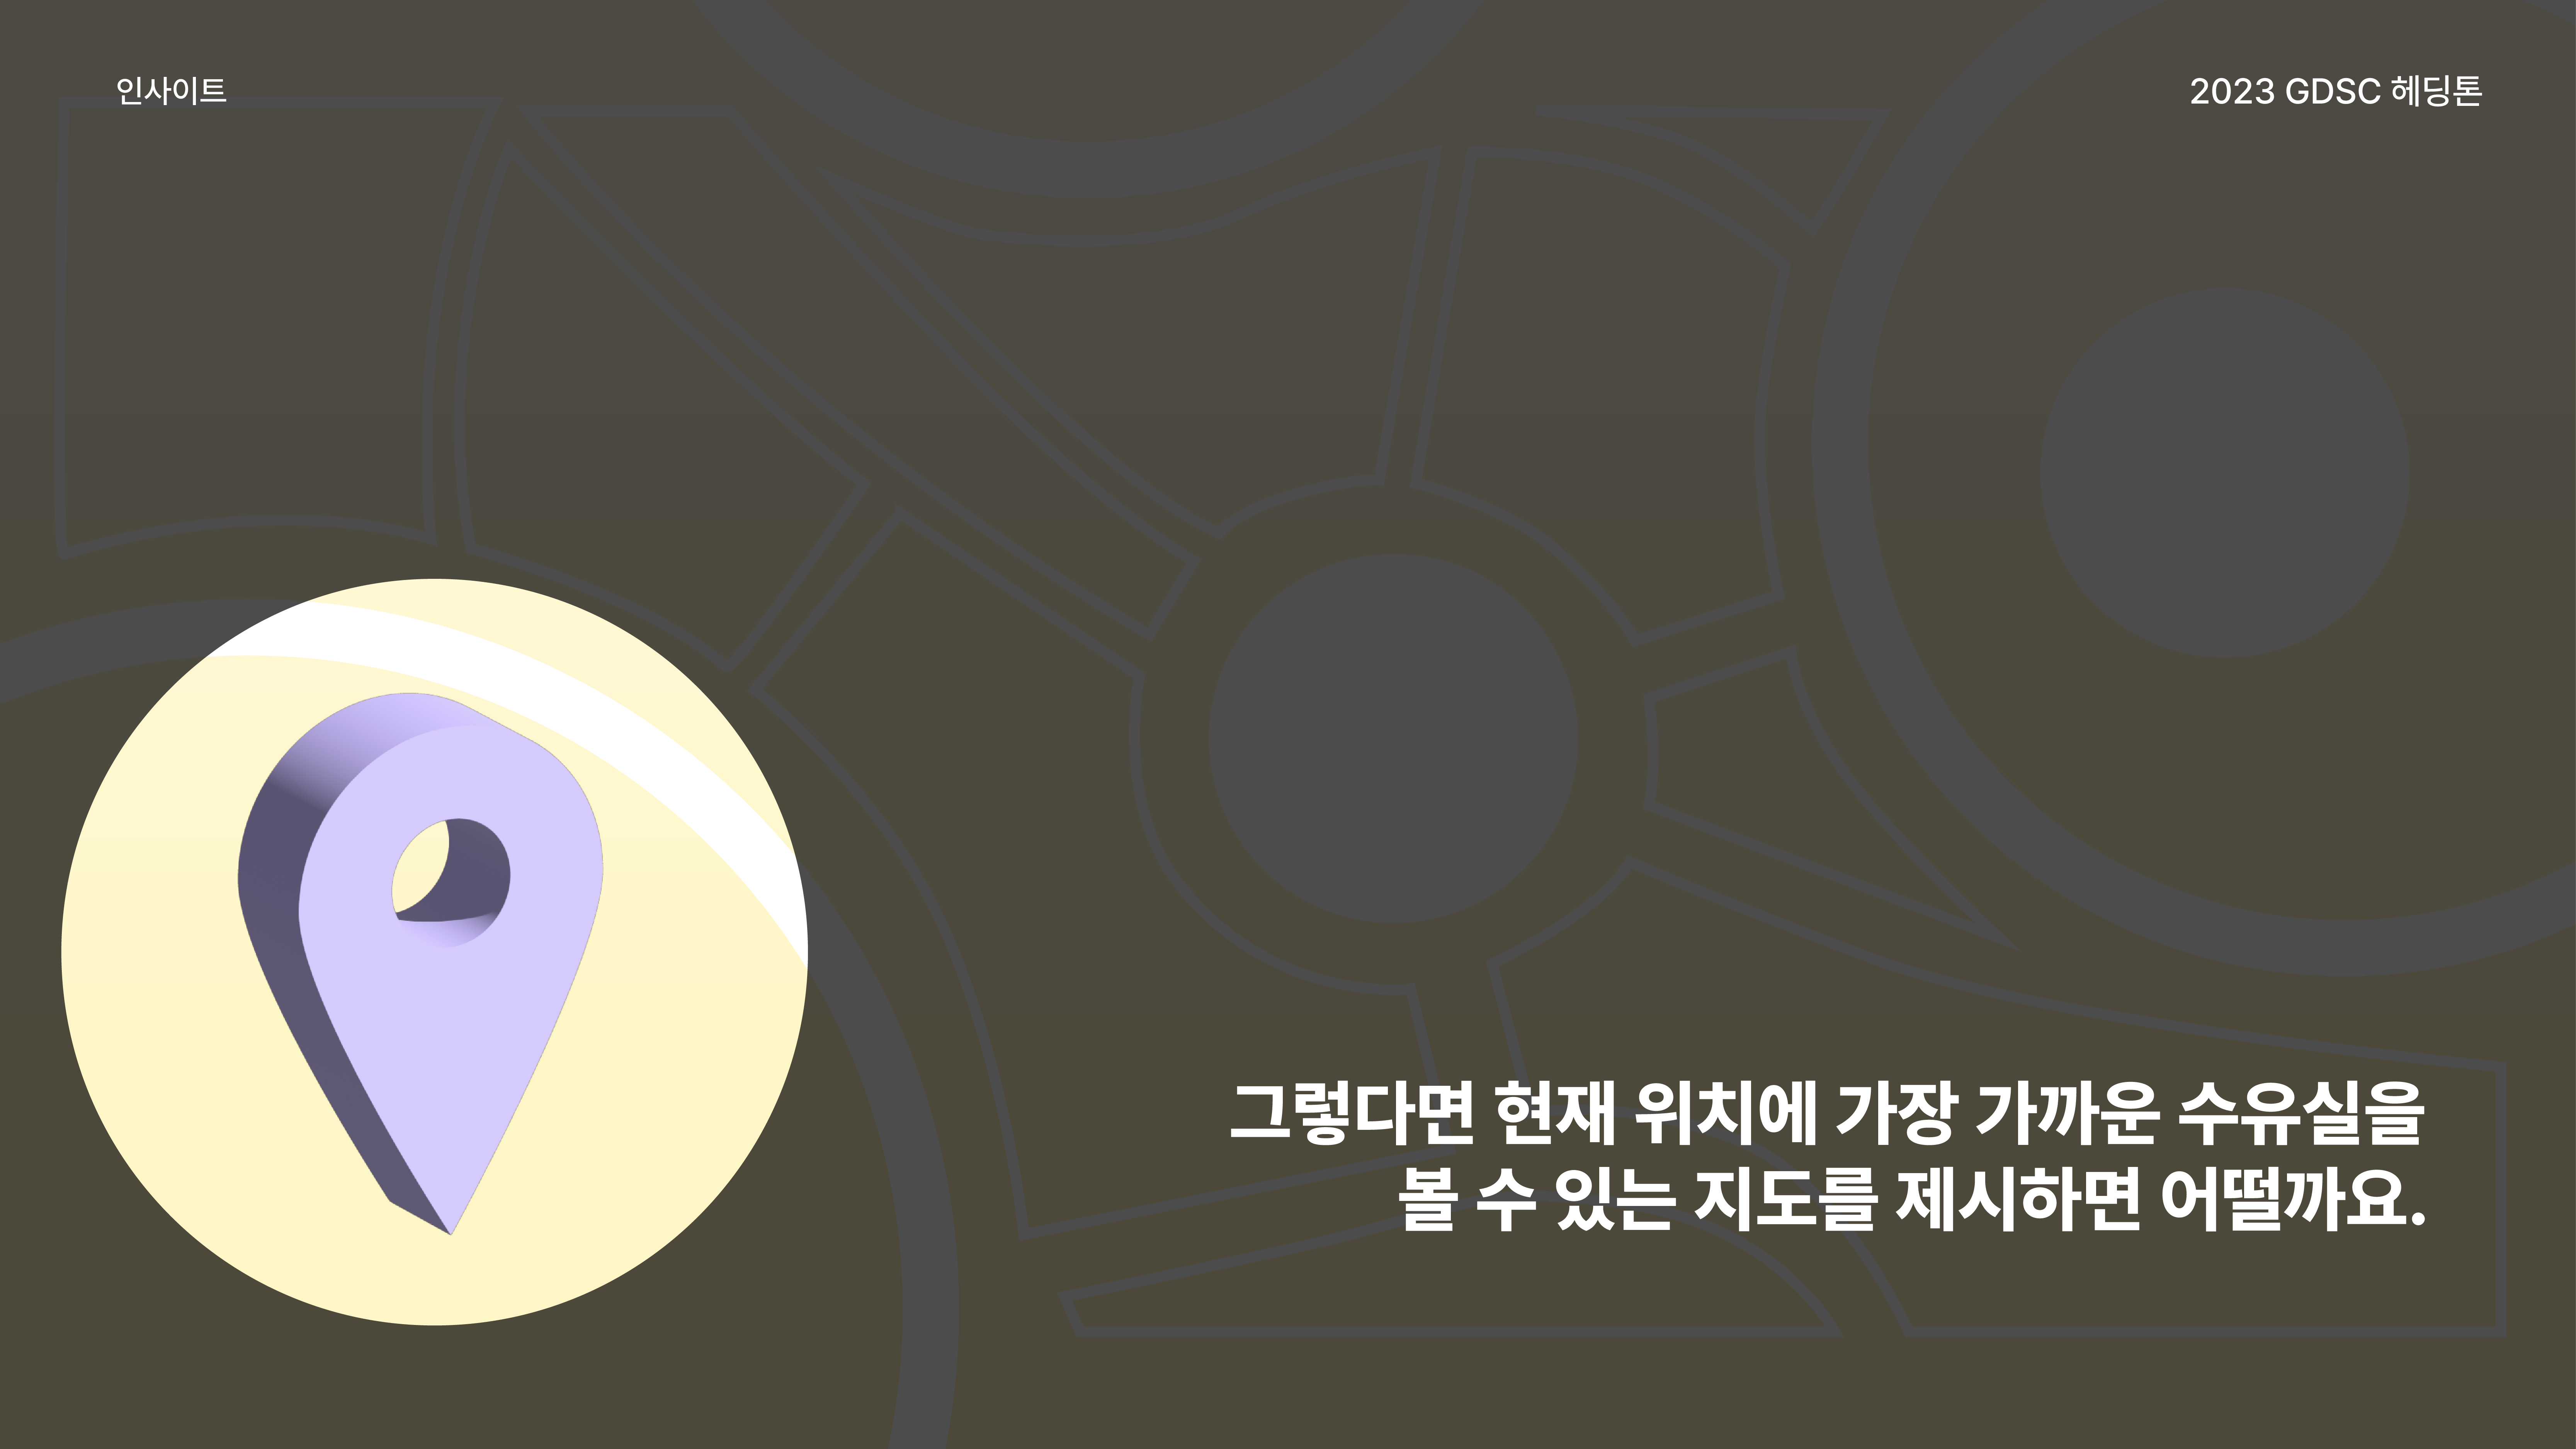 인사이트
2023 GDSC 헤딩톤
그렇다면 현재 위치에 가장 가까운 수유실을
볼 수 있는 지도를 제시하면 어떨까요.